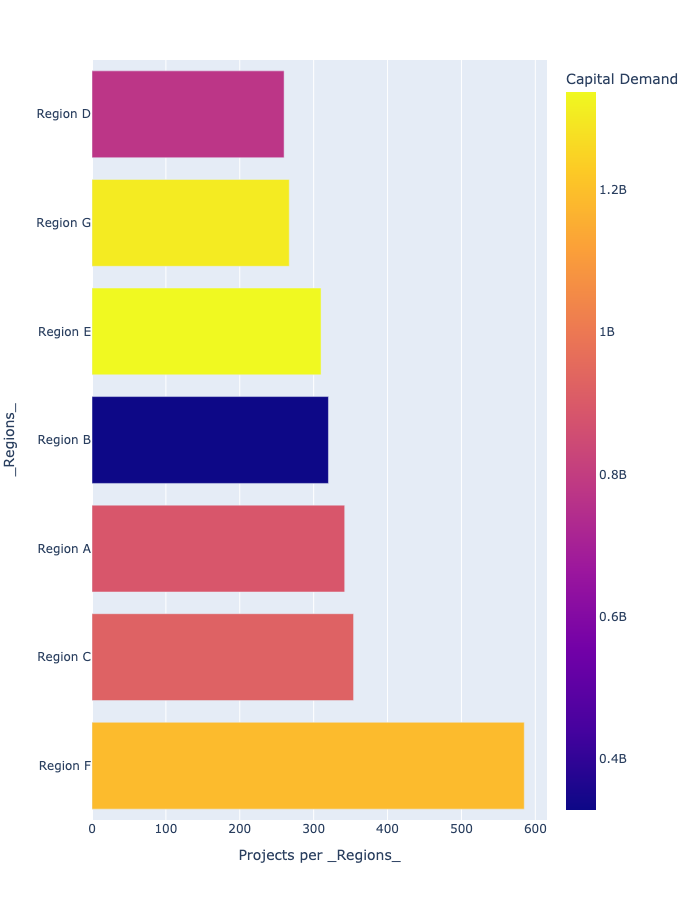 Capital Demand
Region D
Region G
Region E
Region B
Region A
Region C
Region F
_Regions_
0 100 200 300 400 500 600
Projects per _Regions_
1.2B
1B
0.8B
0.6B
0.4B